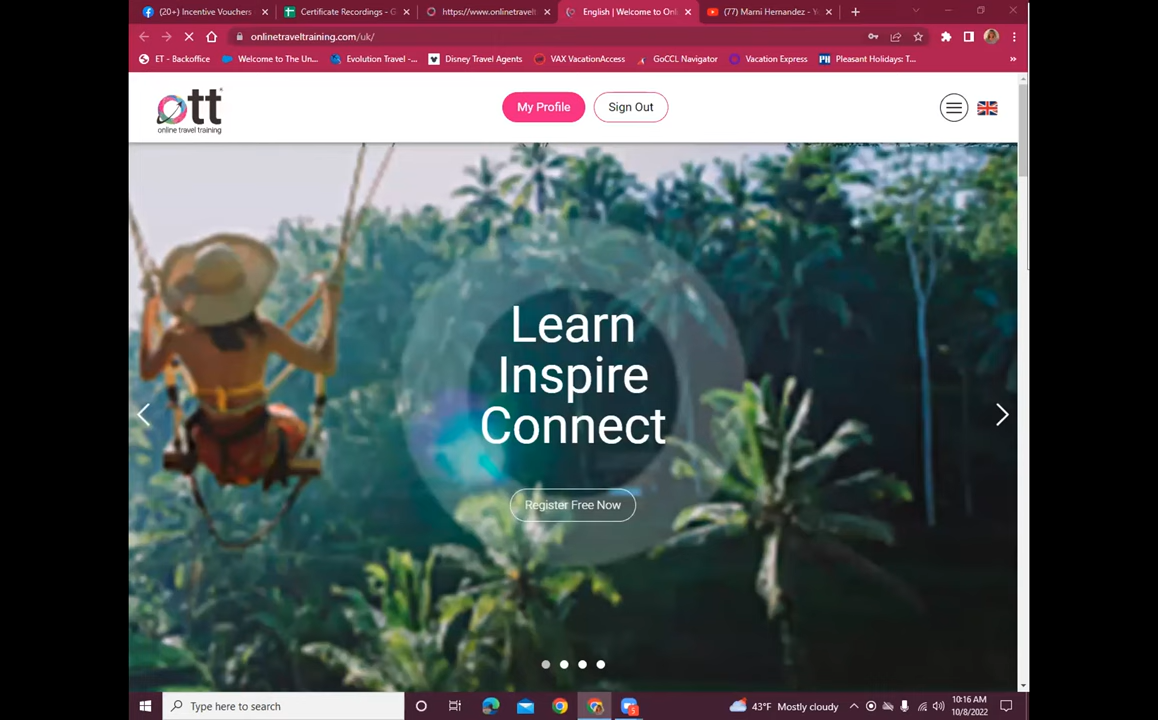 (20+) Incentive Vouchers
Certificate Recordings - G
https://www.onlinetravelt
English | Welcome to Onl
(77) Marni Hernandez - Y
onlinetraveltraining.com/uk/
ET - Backoffice
Welcome to The Un...
Evolution Travel -...
Disney Travel Agents
VAX VacationAccess
GoCCL Navigator
Vacation Express
PH
Pleasant Holidays: T...
»
ott
online travel training
My Profile
Sign Out
Learn
Inspire
Connect
Register Free Now
Type here to search
5
43°F Mostly cloudy
10:16 AM
10/8/2022